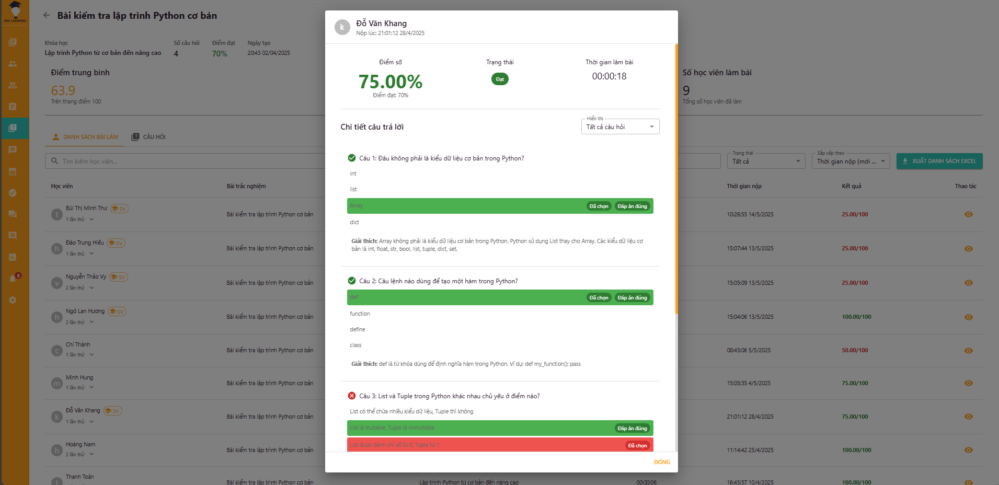 ONE LEARNING
Bài kiểm tra lập trình Python cơ bản
Khóa học
Lập trình Python từ cơ bản đến nâng cao
Số câu hỏi
4
Điểm đạt
70%
Ngày tạo
20:43 02/04/2025
Điểm trung bình
63.9
Trên thang điểm 100
Số học viên làm bài
9
Tổng số học viên đã làm
DANH SÁCH BÀI LÀM
CÂU HỎI
Tìm kiếm học viên...
Trạng thái
Tất cả
Sắp xếp theo
Thời gian nộp (mới ...
XUẤT DANH SÁCH EXCEL
Học viên
Bài trắc nghiệm
Thời gian nộp
Kết quả
Thao tác
t
Bùi Thị Minh Thư
SV
1 lần thử
Bài kiểm tra lập trình Python cơ bản
10:26:55 14/5/2025
25.00/100
h
Đào Trung Hiếu
SV
1 lần thử
Bài kiểm tra lập trình Python cơ bản
15:07:44 13/5/2025
25.00/100
v
Nguyễn Thảo Vy
SV
2 lần thử
Bài kiểm tra lập trình Python cơ bản
15:05:09 13/5/2025
25.00/100
h
Ngô Lan Hương
SV
2 lần thử
Bài kiểm tra lập trình Python cơ bản
15:04:06 13/5/2025
100.00/100
c
Chí Thành
1 lần thử
Bài kiểm tra lập trình Python cơ bản
08:45:06 5/5/2025
50.00/100
m
Minh Hung
1 lần thử
Bài kiểm tra lập trình Python cơ bản
15:05:35 4/5/2025
75.00/100
k
Đỗ Văn Khang
SV
1 lần thử
Bài kiểm tra lập trình Python cơ bản
21:01:12 28/4/2025
75.00/100
h
Hoàng Nam
2 lần thử
Bài kiểm tra lập trình Python cơ bản
11:14:42 25/4/2025
100.00/100
t
Thanh Toàn
Bài kiểm tra lập trình Python cơ bản
Lập trình Python từ cơ bản đến nâng cao
00:00:06
16:45:57 10/4/2025
100.00/100
8
k
Đỗ Văn Khang
Nộp lúc: 21:01:12 28/4/2025
Điểm số
75.00%
Điểm đạt: 70%
Trạng thái
Đạt
Thời gian làm bài
00:00:18
Chi tiết câu trả lời
Hiển thị
Tất cả câu hỏi
Câu 1: Đâu không phải là kiểu dữ liệu cơ bản trong Python?
int
list
Array
Đã chọn
Đáp án đúng
dict
Giải thích: Array không phải là kiểu dữ liệu cơ bản trong Python. Python sử dụng List thay cho Array. Các kiểu dữ liệu cơ
bản là int, float, str, bool, list, tuple, dict, set.
Câu 2: Câu lệnh nào dùng để tạo một hàm trong Python?
def
Đã chọn
Đáp án đúng
function
define
class
Giải thích: def là từ khóa dùng để định nghĩa hàm trong Python. Ví dụ: def my_function(): pass
Câu 3: List và Tuple trong Python khác nhau chủ yếu ở điểm nào?
List có thể chứa nhiều kiểu dữ liệu, Tuple thì không
List là mutable, Tuple là immutable
Đáp án đúng
List được đánh chỉ số từ 0, Tuple từ 1
Đã chọn
ĐÓNG